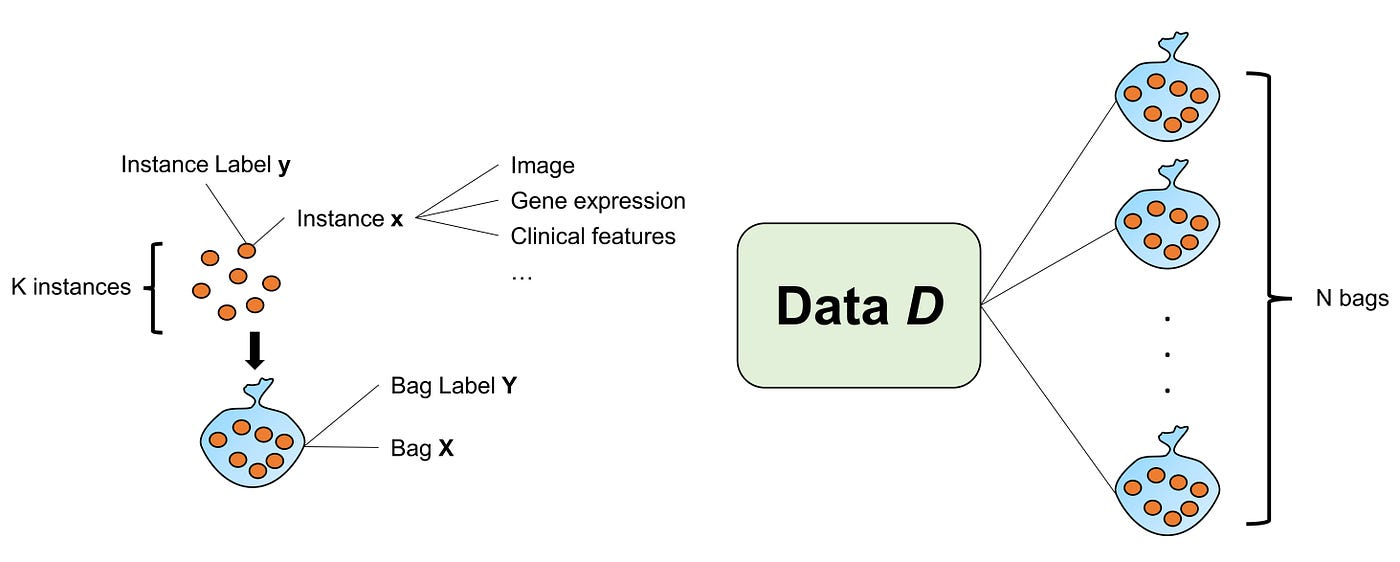 Instance Label y
Instance x
Image
Gene expression
Clinical features
...
K instances
Bag Label Y
Bag X
Data D
N bags